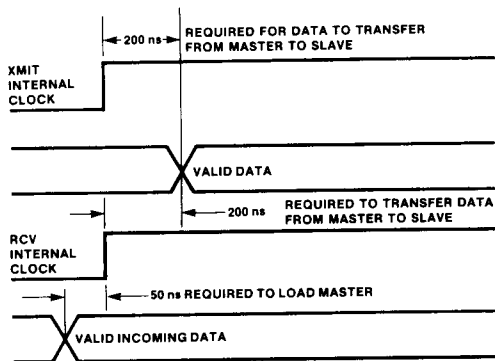 200 ns
REQUIRED FOR DATA TO TRANSFER
FROM MASTER TO SLAVE
XMIT
INTERNAL
CLOCK
VALID DATA
200 ns
REQUIRED TO TRANSFER DATA
FROM MASTER TO SLAVE
RCV
INTERNAL
CLOCK
50 ns REQUIRED TO LOAD MASTER
VALID INCOMING DATA